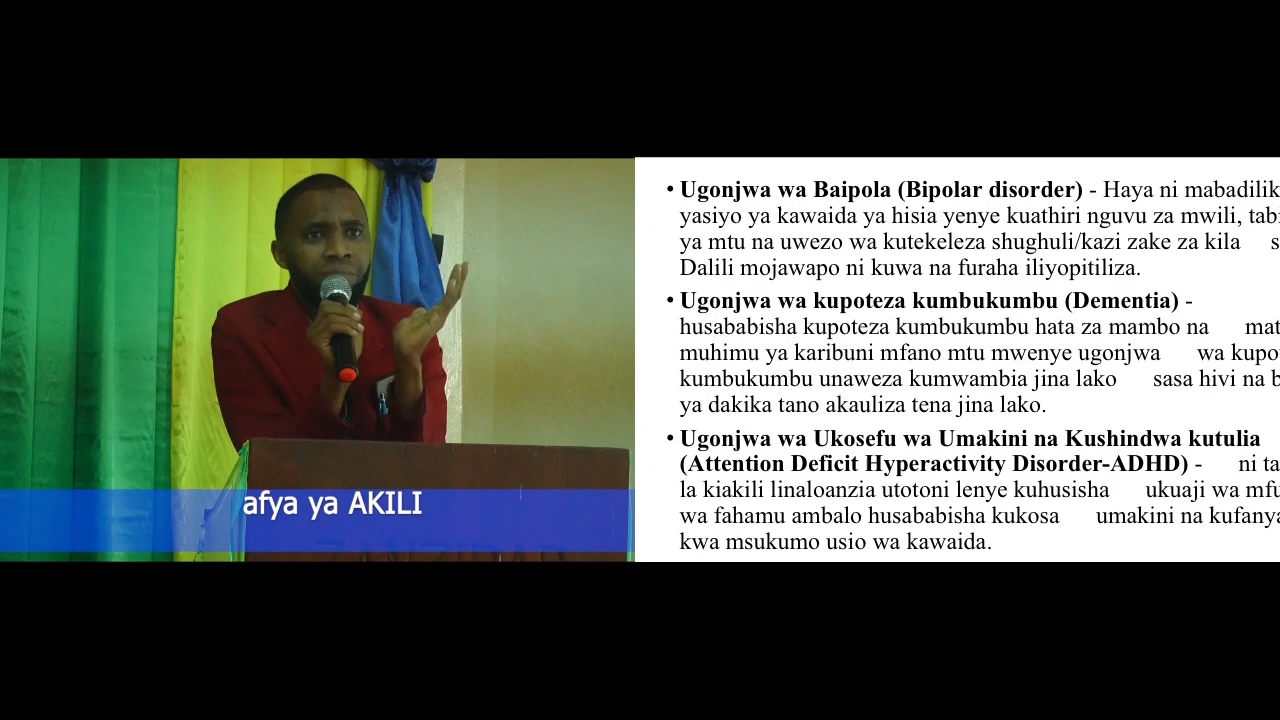 • Ugonjwa wa Baipola (Bipolar disorder) - Haya ni
yasiyo ya kawaida ya hisia yenye kuathiri nguvu za mwili,
ya mtu na uwezo wa kutekeleza shughuli/kazi zake za kila
Dalili mojawapo ni kuwa na furaha iliyopitiliza.
• Ugonjwa wa kupoteza kumbukumbu (Dementia) -
husababisha kupoteza kumbukumbu hata za mambo na
muhimu ya karibuni mfano mtu mwenye ugonjwa wa
kumbukumbu unaweza kumwambia jina lako sasa hivi na
ya dakika tano akauliza tena jina lako.
• Ugonjwa wa Ukosefu wa Umakini na Kushindwa kutulia
(Attention Deficit Hyperactivity Disorder-ADHD) - ni
la kiakili linaloanzia utotoni lenye kuhusisha ukuaji wa
wa fahamu ambalo husababisha kukosa umakini na
kwa msukumo usio wa kawaida.
afya ya AKILI
ZANZIBAR